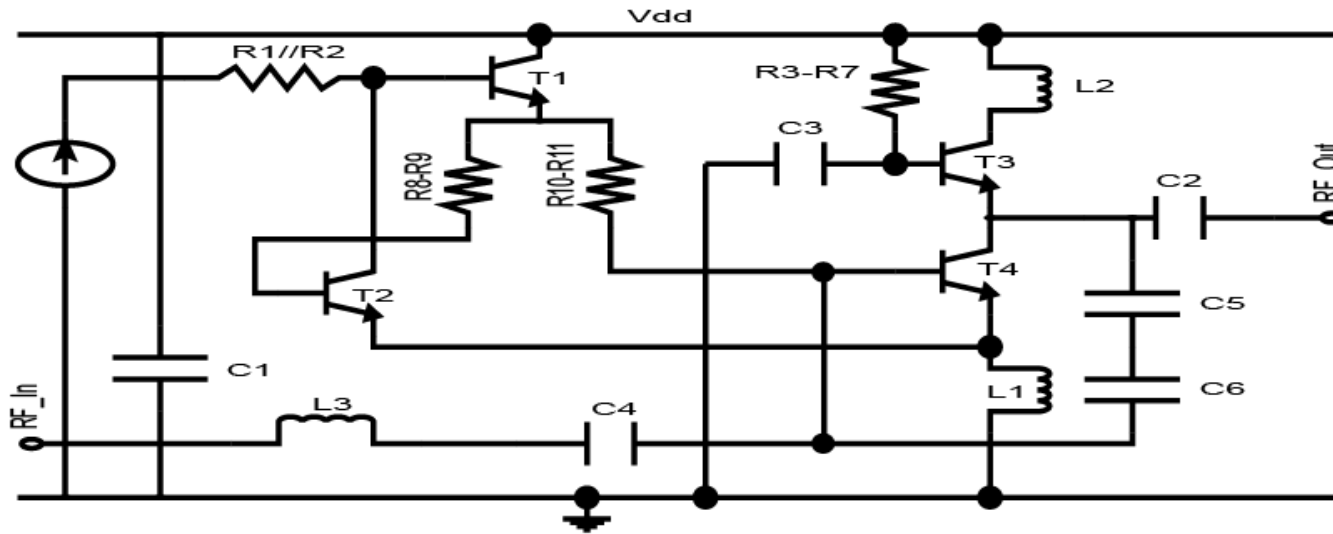 Vdd
R1//R2
T1
R3-R7
L2
C3
R8-R9
R10-R11
T3
C2
RF_Out
T4
T2
C5
C1
L1
C6
RF_In
L3
C4